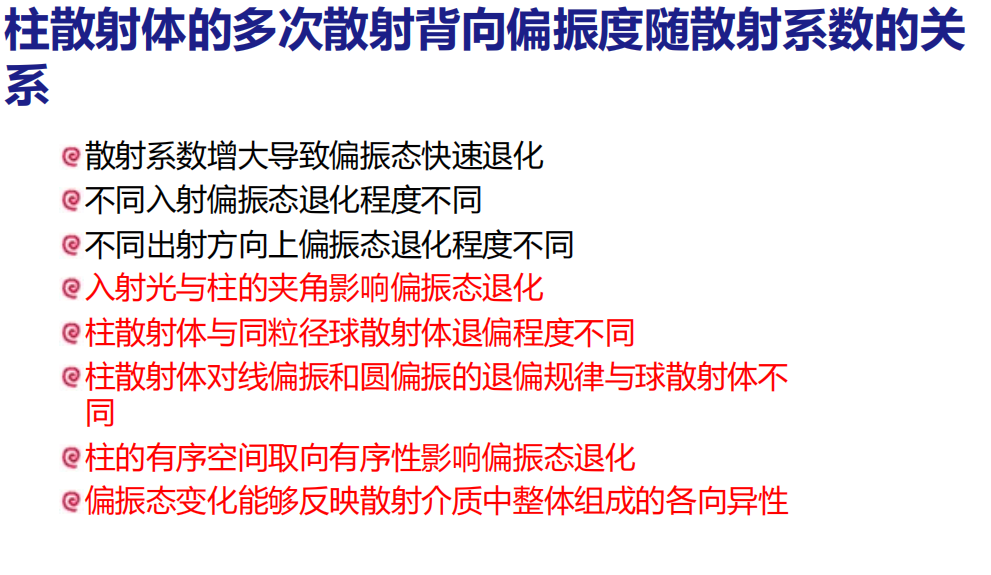 柱散射体的多次散射背向偏振度随散射系数的关
系
散射系数增大导致偏振态快速退化
不同入射偏振态退化程度不同
不同出射方向上偏振态退化程度不同
入射光与柱的夹角影响偏振态退化
柱散射体与同粒径球散射体退偏程度不同
柱散射体对线偏振和圆偏振的退偏规律与球散射体不
同
柱的有序空间取向有序性影响偏振态退化
偏振态变化能够反映散射介质中整体组成的各向异性